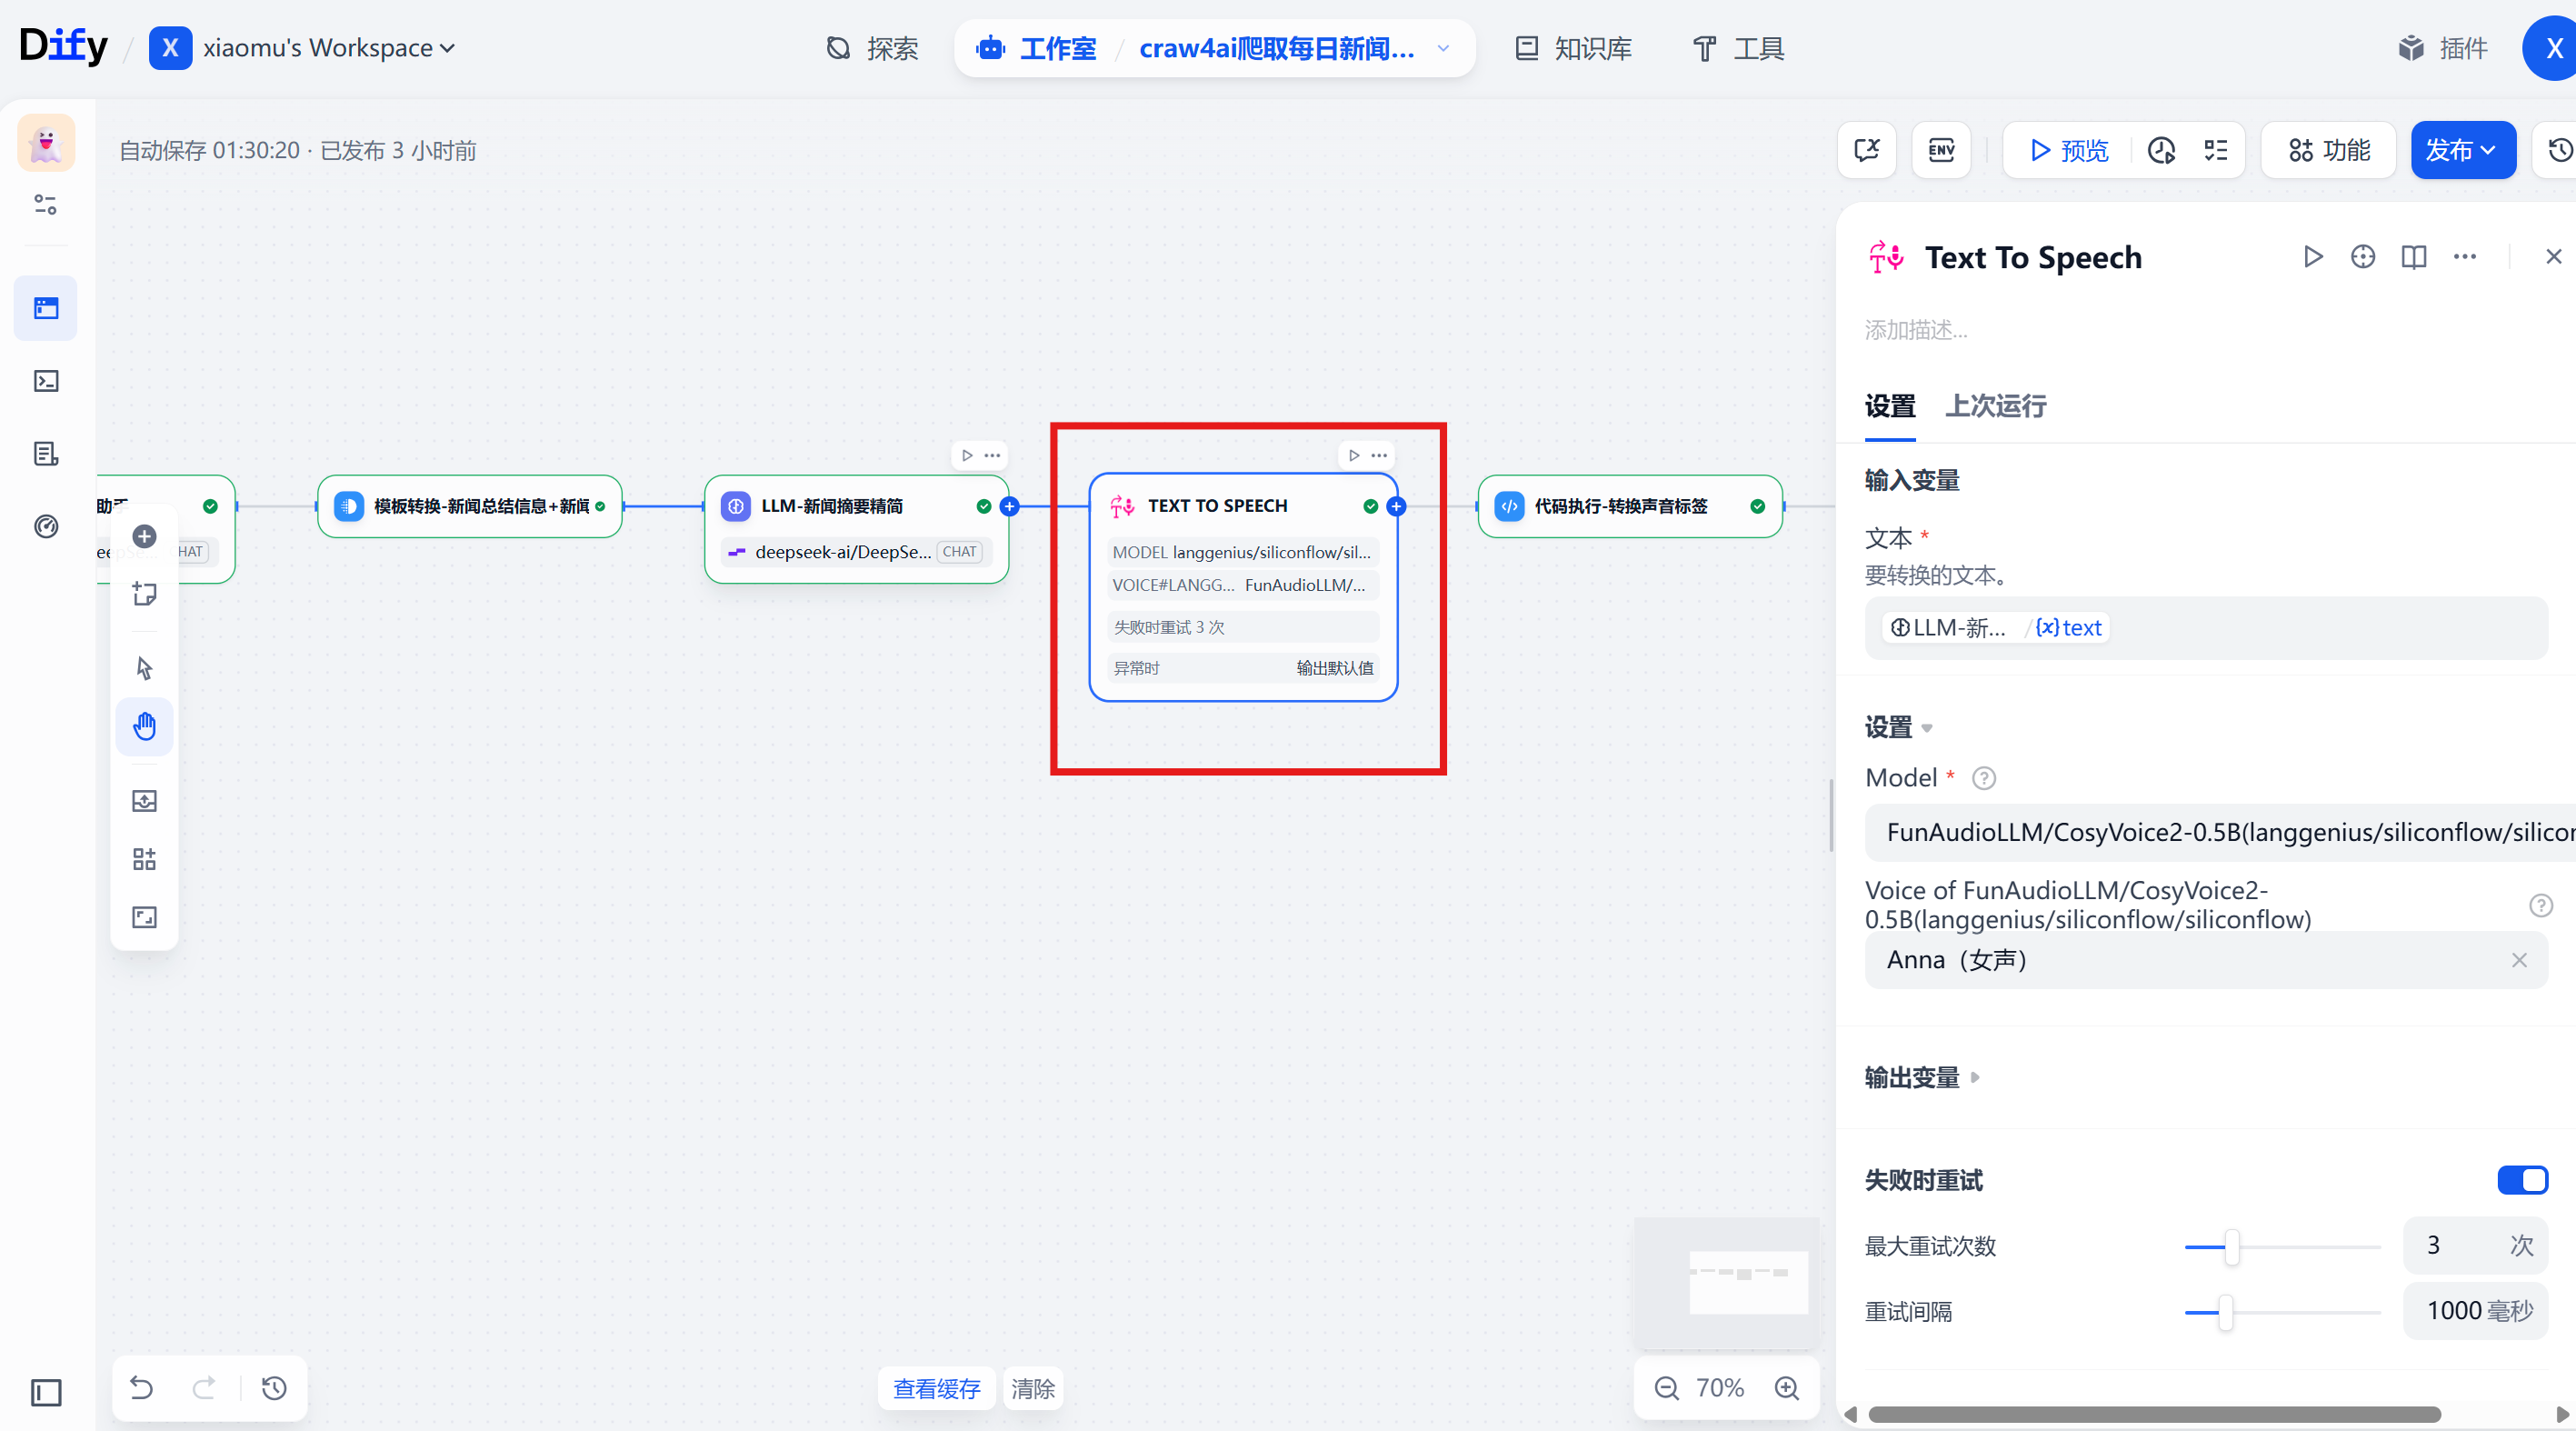 Dify / X xiaomu's Workspace
探索
工作室 / craw4ai爬取每日新闻...
知识库
工具
插件
X
自动保存 01:30:20 · 已发布 3 小时前
ENV
预览
功能
发布
助手
CHAT
模板转换-新闻总结信息+新闻
LLM-新闻摘要精简
deepseek-ai/DeepSe... CHAT
TEXT TO SPEECH
MODEL langgenius/siliconflow/sil...
VOICE#LANGG... FunAudioLLM/...
失败时重试 3 次
异常时 输出默认值
代码执行-转换声音标签
查看缓存
清除
70%
Text To Speech
添加描述...
设置 上次运行
输入变量
文本 *
要转换的文本。
LLM-新... /{x}text
设置
Model *
FunAudioLLM/CosyVoice2-0.5B(langgenius/siliconflow/silicon
Voice of FunAudioLLM/CosyVoice2-
0.5B(langgenius/siliconflow/siliconflow)
Anna（女声）
输出变量
失败时重试
最大重试次数 3 次
重试间隔 1000 毫秒